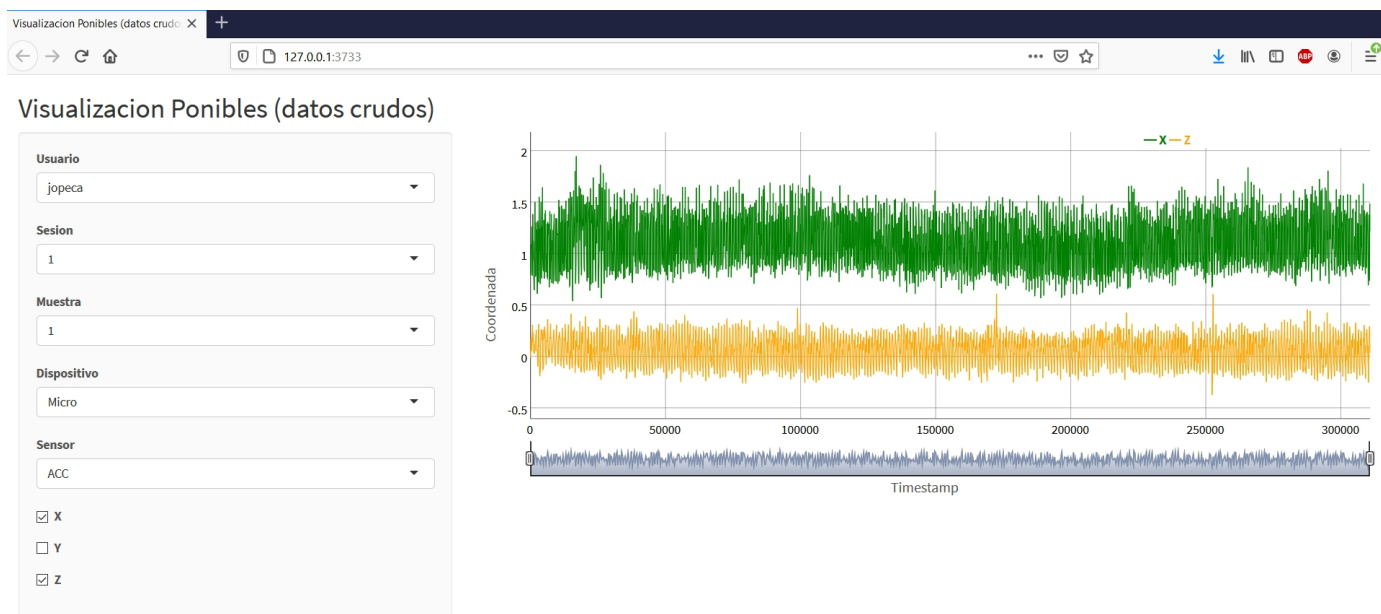 Visualizacion Ponibles (datos crudo
127.0.0.1:3733
ABP
Visualizacion Ponibles (datos crudos)
Usuario
jopeca
Sesion
1
Muestra
1
Dispositivo
Micro
Sensor
ACC
X
Y
Z
X Z
2
1.5
1
0.5
0
-0.5
Coordenada
0 50000 100000 150000 200000 250000 300000
Timestamp